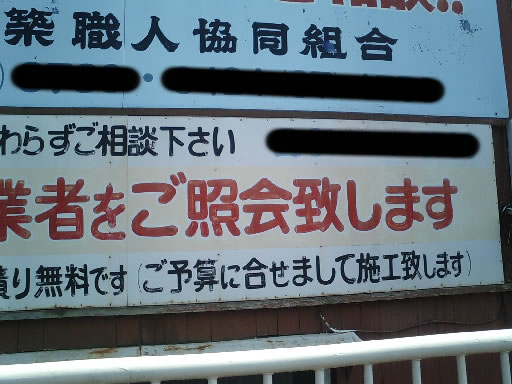 築職人協同組合
わらずご相談下さい
業者をご照会致します
積り無料です(ご予算に合せまして施工致します)